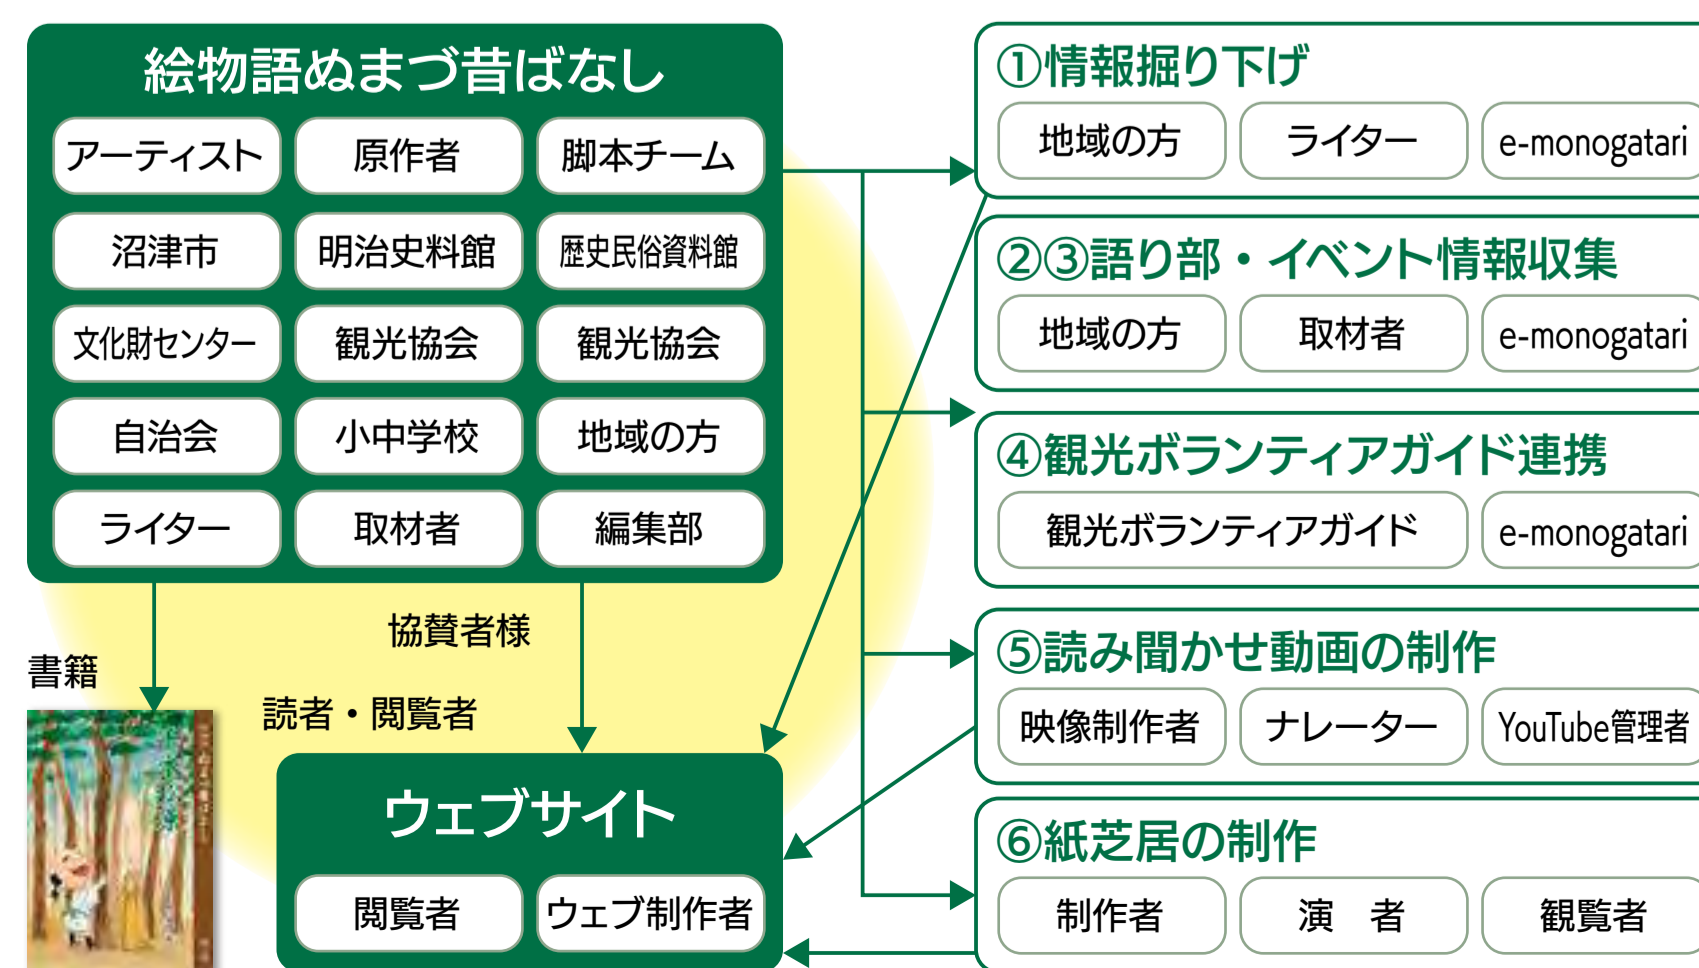 絵物語ぬまづ昔ばなし
アーティスト
原作者
脚本チーム
沼津市
明治史料館
歴史民俗資料館
文化財センター
観光協会
観光協会
自治会
小中学校
地域の方
ライター
取材者
編集部
協賛者様
書籍
読者・閲覧者
ウェブサイト
閲覧者
ウェブ制作者
①情報掘り下げ
地域の方
ライター
e-monogatari
②③語り部・イベント情報収集
地域の方
取材者
e-monogatari
④観光ボランティアガイド連携
観光ボランティアガイド
e-monogatari
⑤読み聞かせ動画の制作
映像制作者
ナレーター
YouTube管理者
⑥紙芝居の制作
制作者
演　者
観覧者